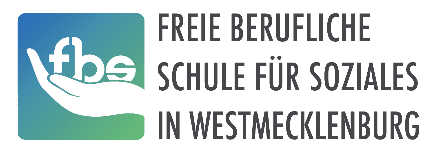 fbs
FREIE BERUFLICHE
SCHULE FÜR SOZIALES
IN WESTMECKLENBURG